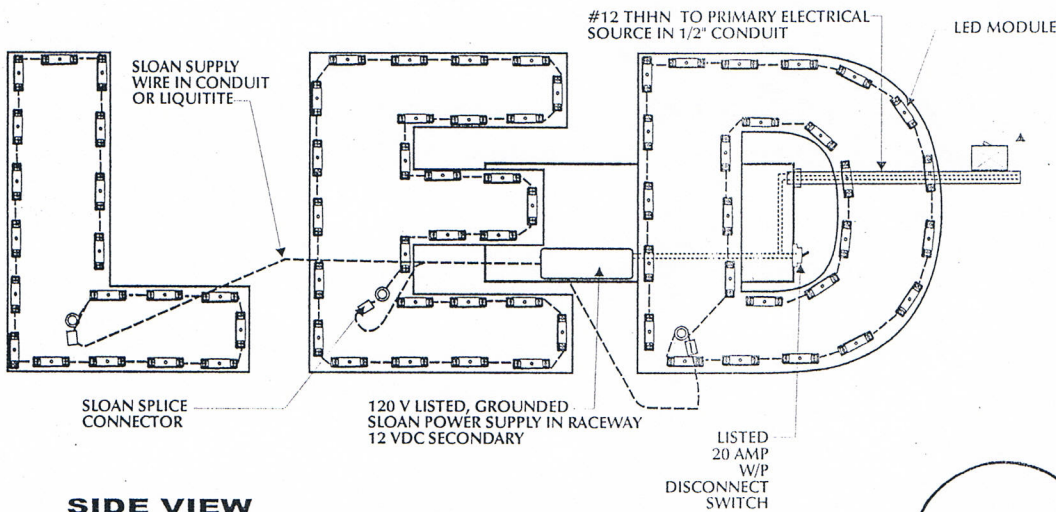 #12 THHN TO PRIMARY ELECTRICAL
SOURCE IN 1/2" CONDUIT
LED MODULE
SLOAN SUPPLY
WIRE IN CONDUIT
OR LIQUITITE
SLOAN SPLICE
CONNECTOR
120 V LISTED, GROUNDED
SLOAN POWER SUPPLY IN RACEWAY
12 VDC SECONDARY
LISTED
20 AMP
W/P
DISCONNECT
SWITCH
SIDE VIEW